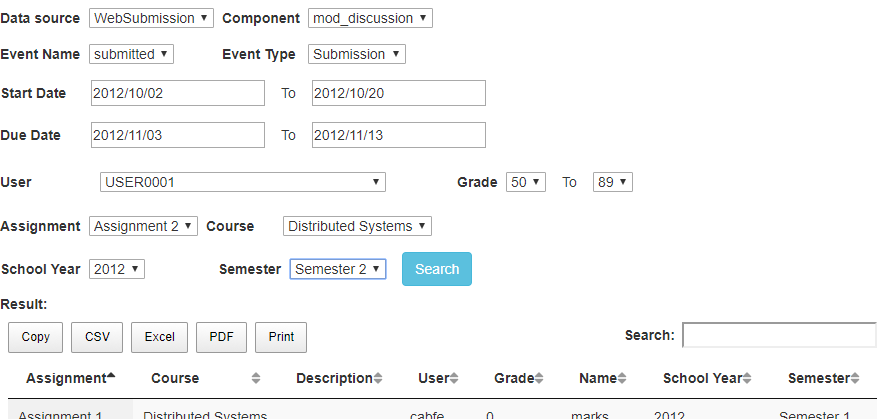 Data source WebSubmission Component mod_discussion
Event Name submitted Event Type Submission
Start Date 2012/10/02 To 2012/10/20
Due Date 2012/11/03 To 2012/11/13
User USER0001 Grade 50 To 89
Assignment Assignment 2 Course Distributed Systems
School Year 2012 Semester Semester 2 Search
Result:
Copy CSV Excel PDF Print Search:
Assignment Course Description User Grade Name School Year Semester
Assignment 1 Distributed Systems cabfe 0 marks 2012 Semester 1